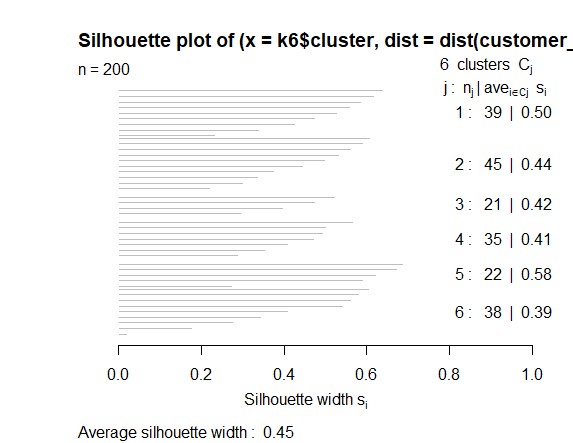 Silhouette plot of (x = k6$cluster, dist = dist(customer_
n = 200
6 clusters Cj
j : nj | avei∈Cj si
1 : 39 | 0.50
2 : 45 | 0.44
3 : 21 | 0.42
4 : 35 | 0.41
5 : 22 | 0.58
6 : 38 | 0.39
0.0 0.2 0.4 0.6 0.8 1.0
Silhouette width si
Average silhouette width : 0.45